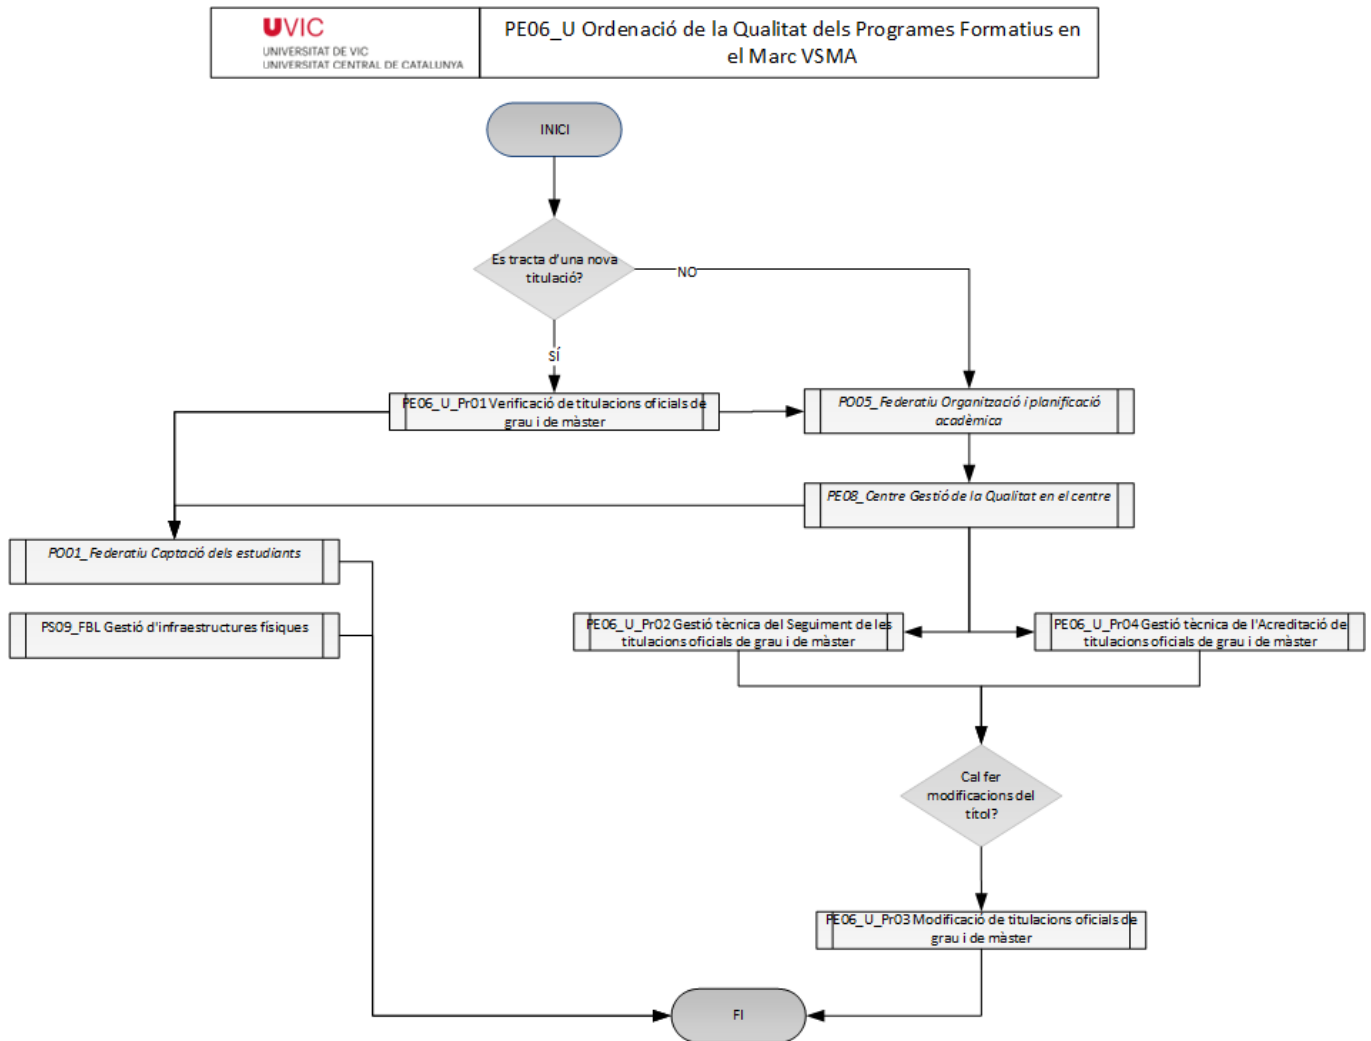 UVIC
UNIVERSITAT DE VIC
UNIVERSITAT CENTRAL DE CATALUNYA
PE06_U Ordenació de la Qualitat dels Programes Formatius en
el Marc VSMA
INICI
Es tracta d'una nova
titulació?
NO
SÍ
PE06_U_Pr01 Verificació de titulacions oficials de
grau i de màster
PO05_Federatiu Organització i planificació
acadèmica
PE08_Centre Gestió de la Qualitat en el centre
PO01_Federatiu Captació dels estudiants
PS09_FBL Gestió d'infraestructures físiques
PE06_U_Pr02 Gestió tècnica del Seguiment de les
titulacions oficials de grau i de màster
PE06_U_Pr04 Gestió tècnica de l'Acreditació de
titulacions oficials de grau i de màster
Cal fer
modificacions del
títol?
PE06_U_Pr03 Modificació de titulacions oficials de
grau i de màster
FI